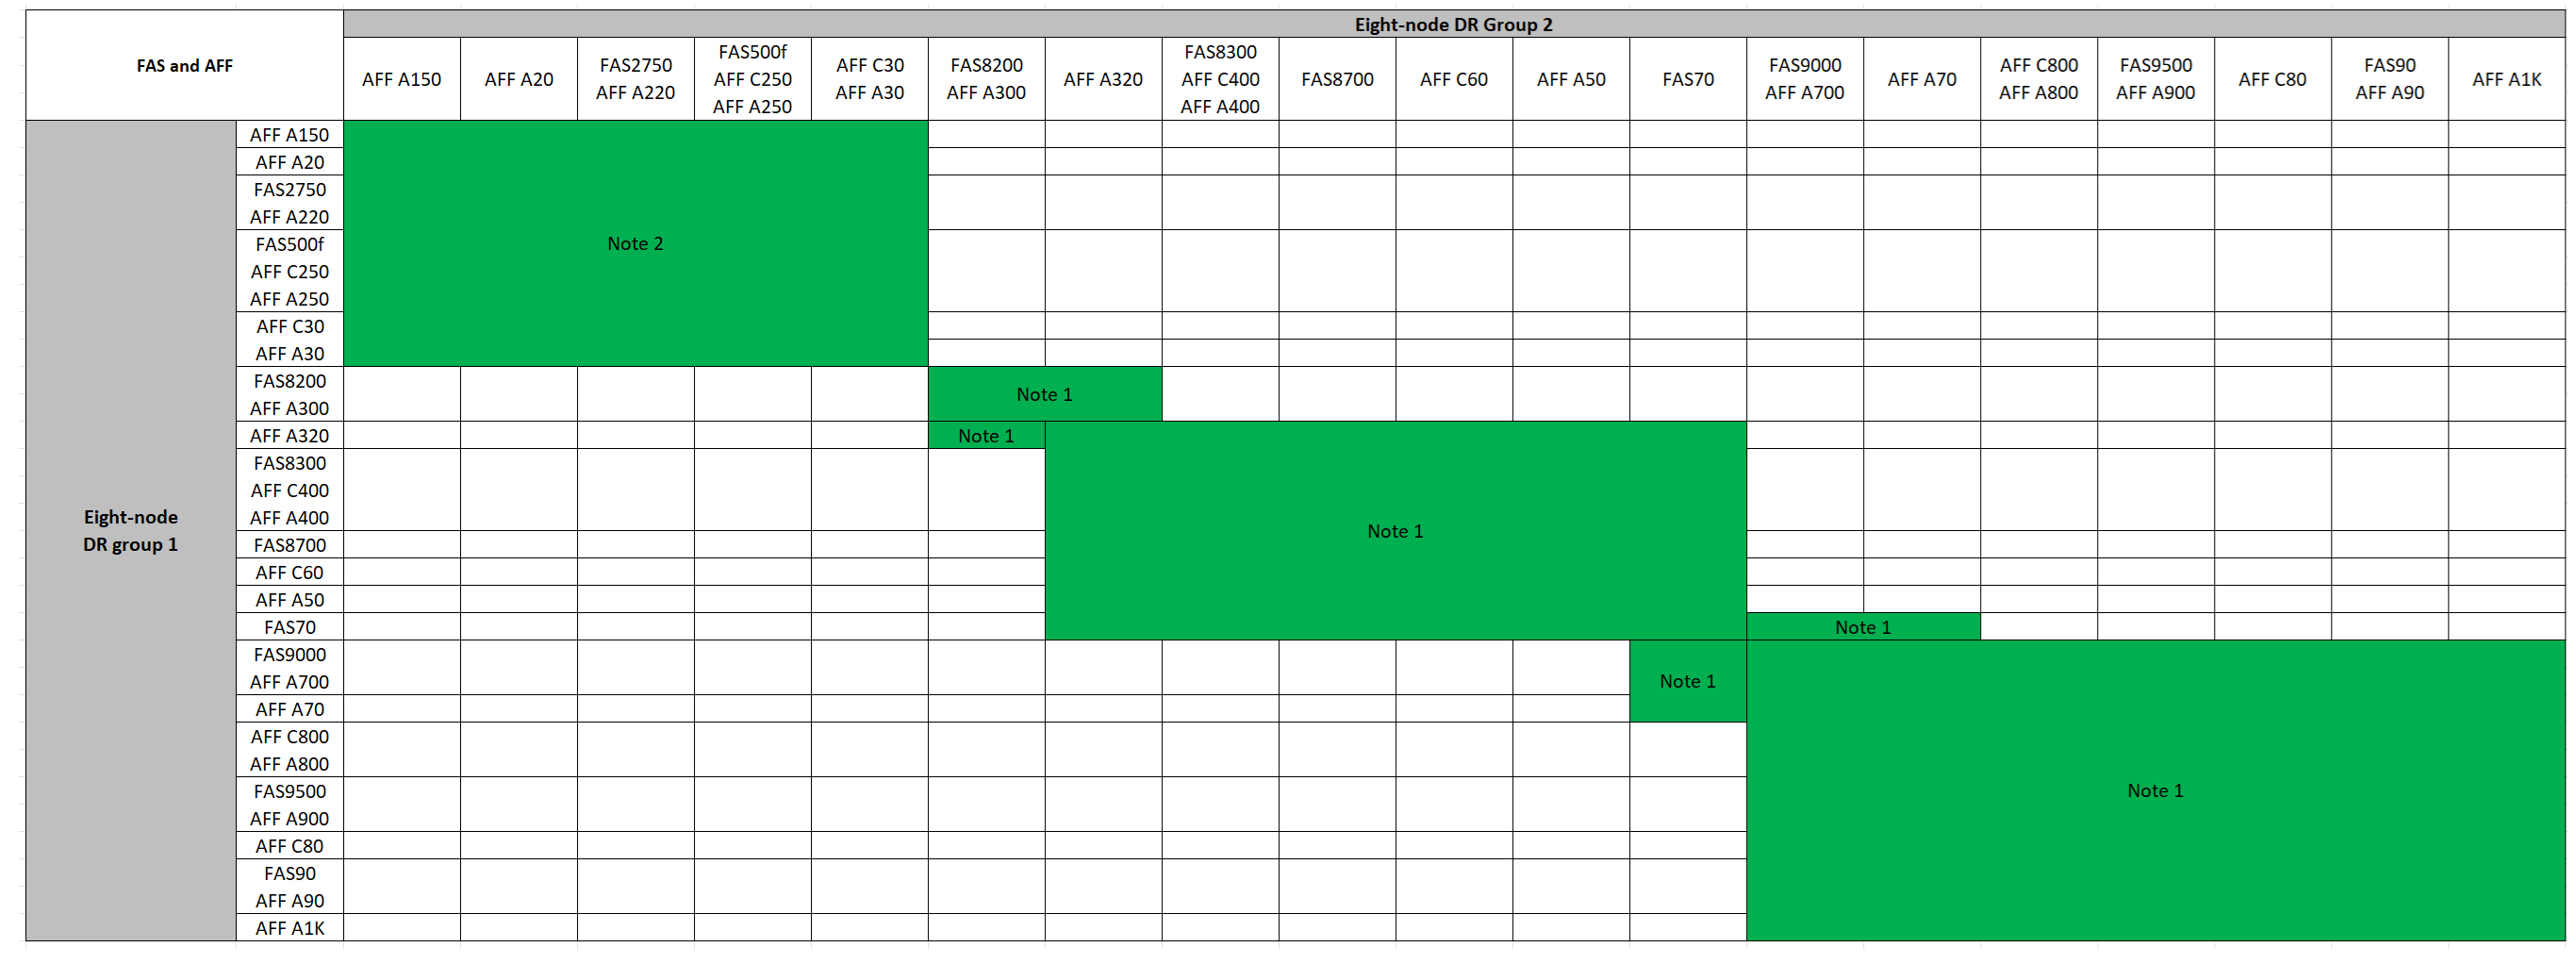 Eight-node DR Group 2
FAS and AFF
AFF A150
AFF A20
FAS2750
AFF A220
FAS500f
AFF C250
AFF A250
AFF C30
AFF A30
FAS8200
AFF A300
AFF A320
FAS8300
AFF C400
AFF A400
FAS8700
AFF C60
AFF A50
FAS70
FAS9000
AFF A700
AFF A70
AFF C800
AFF A800
FAS9500
AFF A900
AFF C80
FAS90
AFF A90
AFF A1K
Eight-node
DR group 1
AFF A150
AFF A20
FAS2750
AFF A220
FAS500f
AFF C250
AFF A250
AFF C30
AFF A30
Note 2
FAS8200
AFF A300
Note 1
AFF A320
Note 1
FAS8300
AFF C400
AFF A400
FAS8700
AFF C60
AFF A50
FAS70
Note 1
Note 1
FAS9000
AFF A700
AFF A70
Note 1
AFF C800
AFF A800
FAS9500
AFF A900
AFF C80
FAS90
AFF A90
AFF A1K
Note 1